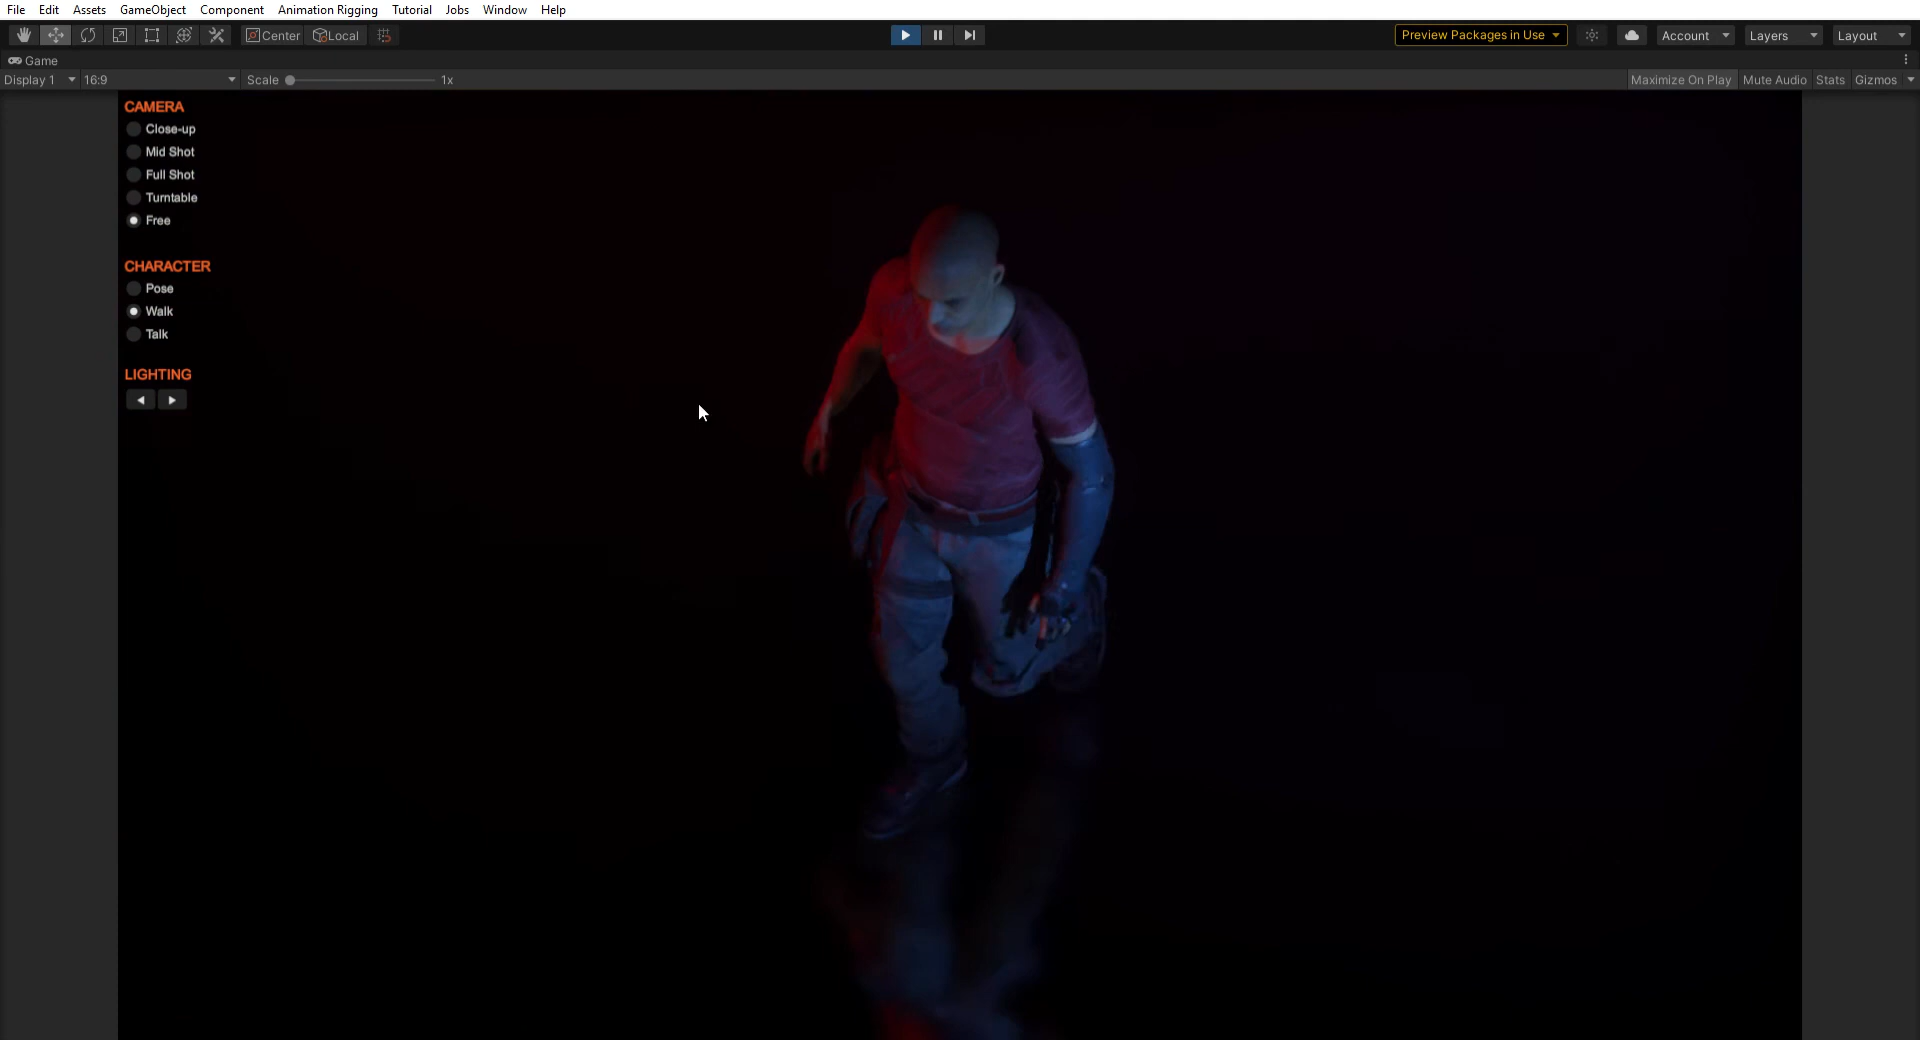 File Edit Assets GameObject Component Animation Rigging Tutorial Jobs Window Help
Center Local Preview Packages in Use Account Layers Layout
Game
Display 1 16:9 Scale 1x Maximize On Play Mute Audio Stats Gizmos
CAMERA
Close-up
Mid Shot
Full Shot
Turntable
Free
CHARACTER
Pose
Walk
Talk
LIGHTING